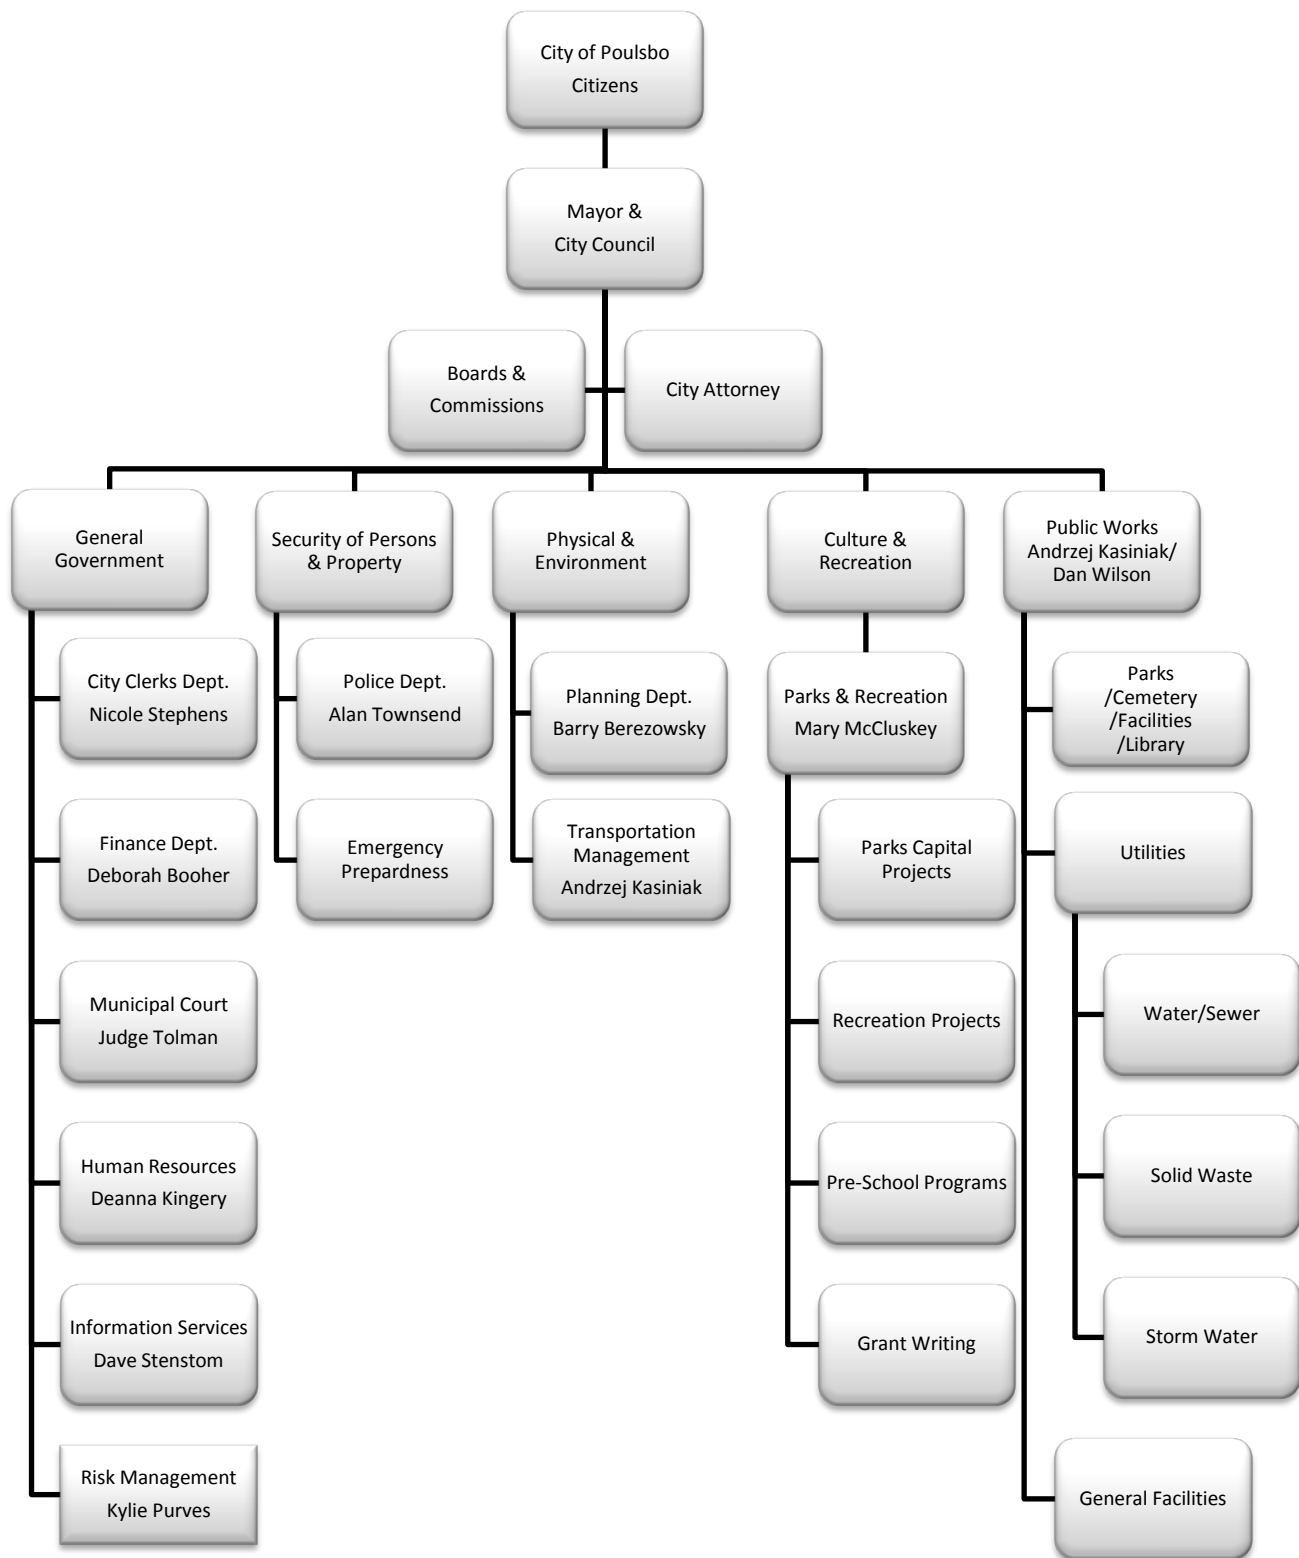 City of Poulsbo
Citizens
Mayor &
City Council
Boards &
Commissions
City Attorney
General
Government
Security of Persons
& Property
Physical &
Environment
Culture &
Recreation
Public Works
Andrzej Kasiniak/
Dan Wilson
City Clerks Dept.
Nicole Stephens
Finance Dept.
Deborah Booher
Municipal Court
Judge Tolman
Human Resources
Deanna Kingery
Information Services
Dave Stenstom
Risk Management
Kylie Purves
Police Dept.
Alan Townsend
Emergency
Prepardness
Planning Dept.
Barry Berezowsky
Transportation
Management
Andrzej Kasiniak
Parks & Recreation
Mary McCluskey
Parks Capital
Projects
Recreation Projects
Pre-School Programs
Grant Writing
Parks
/Cemetery
/Facilities
/Library
Utilities
Water/Sewer
Solid Waste
Storm Water
General Facilities